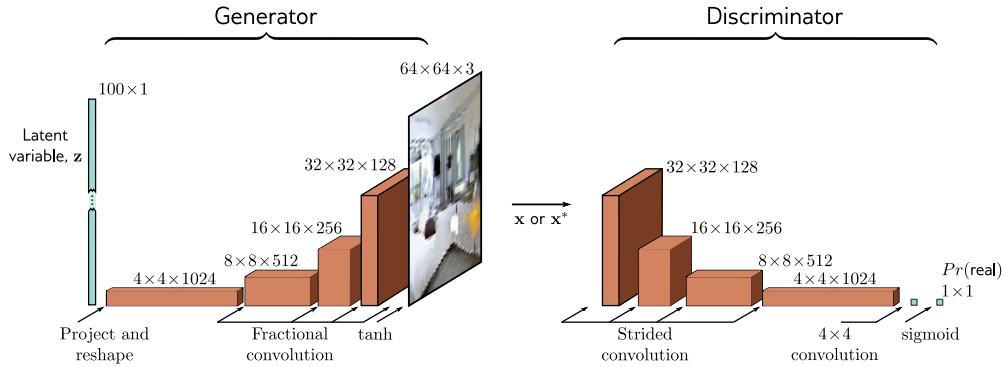 Generator
Discriminator
64×64×3
100×1
Latent
variable, z
32×32×128
16×16×256
8×8×512
4×4×1024
Project and
reshape
Fractional
convolution
tanh
x or x*
32×32×128
16×16×256
8×8×512
4×4×1024
Pr(real)
1×1
Strided
convolution
4×4
convolution
sigmoid